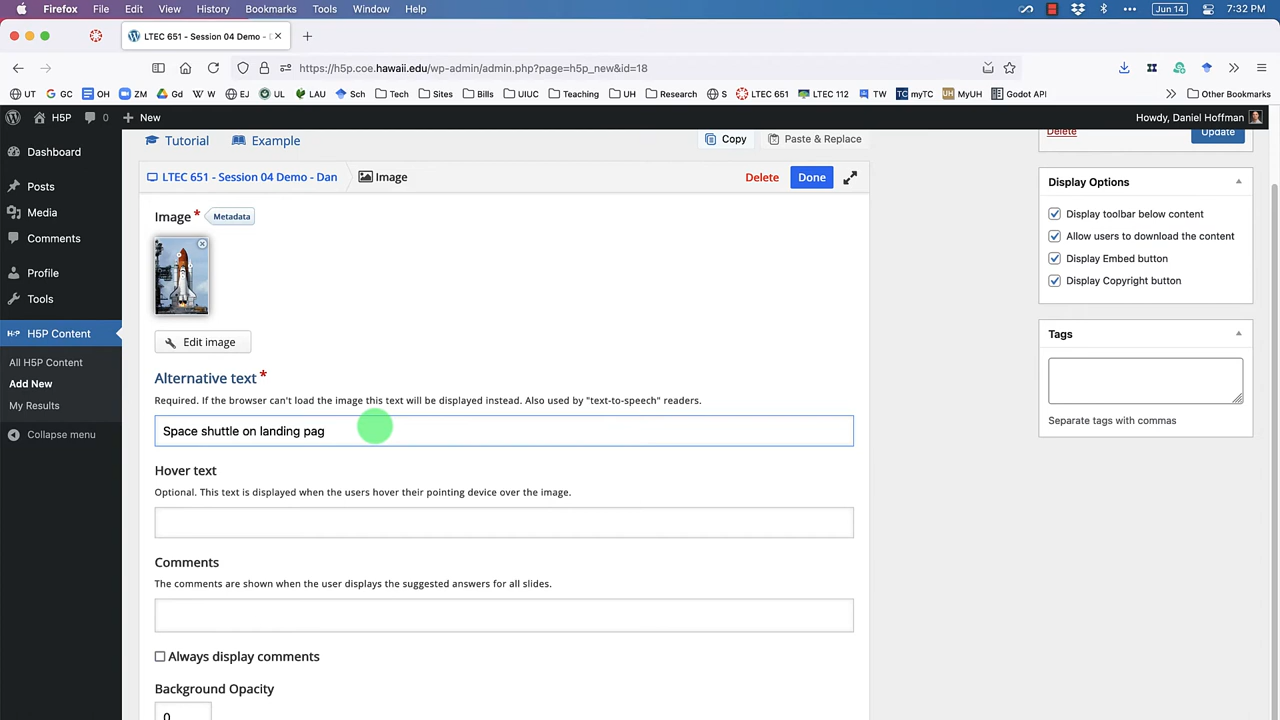 Firefox File Edit View History Bookmarks Tools Window Help Jun 14 7:32 PM
LTEC 651 - Session 04 Demo - D
https://h5p.coe.hawaii.edu/wp-admin/admin.php?page=h5p_new&id=18
UT GC OH ZM Gd W EJ UL LAU Sch Tech Sites Bills UIUC Teaching UH Research S LTEC 651 LTEC 112 TW myTC MyUH Godot API Other Bookmarks
H5P 0 New Howdy, Daniel Hoffman
Dashboard
Posts
Media
Comments
Profile
Tools
H5P Content
All H5P Content
Add New
My Results
Collapse menu
Tutorial Example Copy Paste & Replace
LTEC 651 - Session 04 Demo - Dan Image Delete Done
Image * Metadata
Edit image
Alternative text *
Required. If the browser can't load the image this text will be displayed instead. Also used by "text-to-speech" readers.
Space shuttle on landing pag
Hover text
Optional. This text is displayed when the users hover their pointing device over the image.
Comments
The comments are shown when the user displays the suggested answers for all slides.
Always display comments
Background Opacity
0
Delete Update
Display Options
Display toolbar below content
Allow users to download the content
Display Embed button
Display Copyright button
Tags
Separate tags with commas